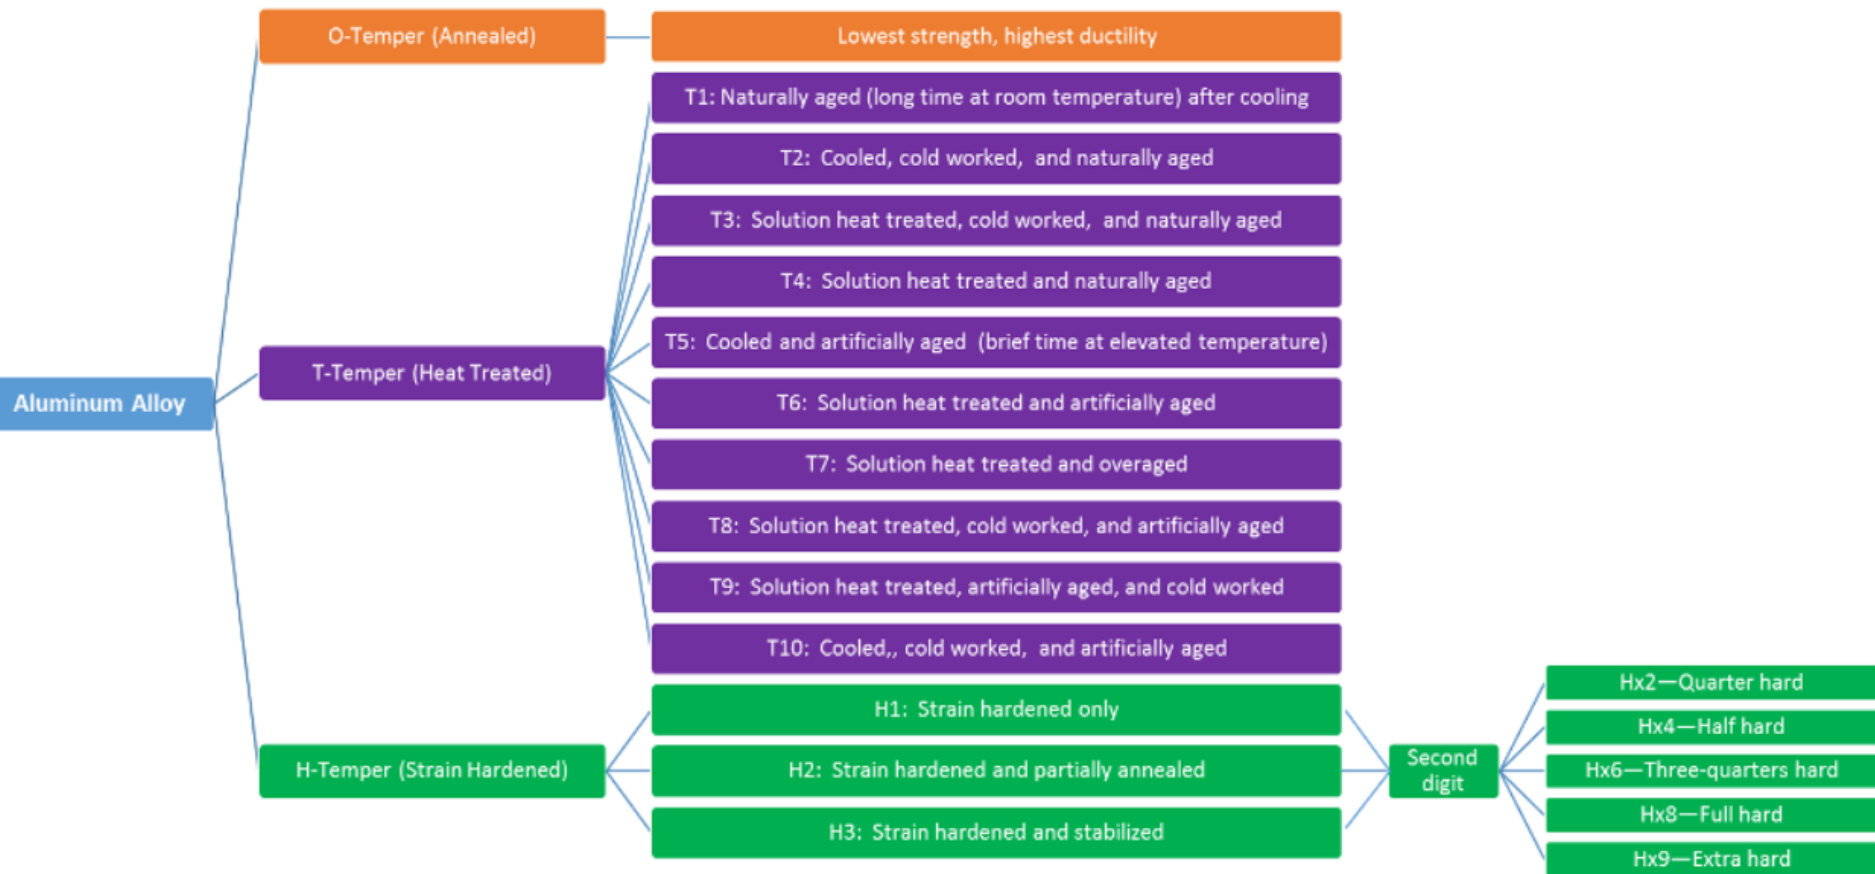 O-Temper (Annealed)
Lowest strength, highest ductility
T1: Naturally aged (long time at room temperature) after cooling
T2: Cooled, cold worked, and naturally aged
T3: Solution heat treated, cold worked, and naturally aged
T4: Solution heat treated and naturally aged
T5: Cooled and artificially aged (brief time at elevated temperature)
T-Temper (Heat Treated)
Aluminum Alloy
T6: Solution heat treated and artificially aged
T7: Solution heat treated and overaged
T8: Solution heat treated, cold worked, and artificially aged
T9: Solution heat treated, artificially aged, and cold worked
T10: Cooled,, cold worked, and artificially aged
H1: Strain hardened only
H-Temper (Strain Hardened)
H2: Strain hardened and partially annealed
H3: Strain hardened and stabilized
Second
digit
Hx2—Quarter hard
Hx4—Half hard
Hx6—Three-quarters hard
Hx8—Full hard
Hx9—Extra hard